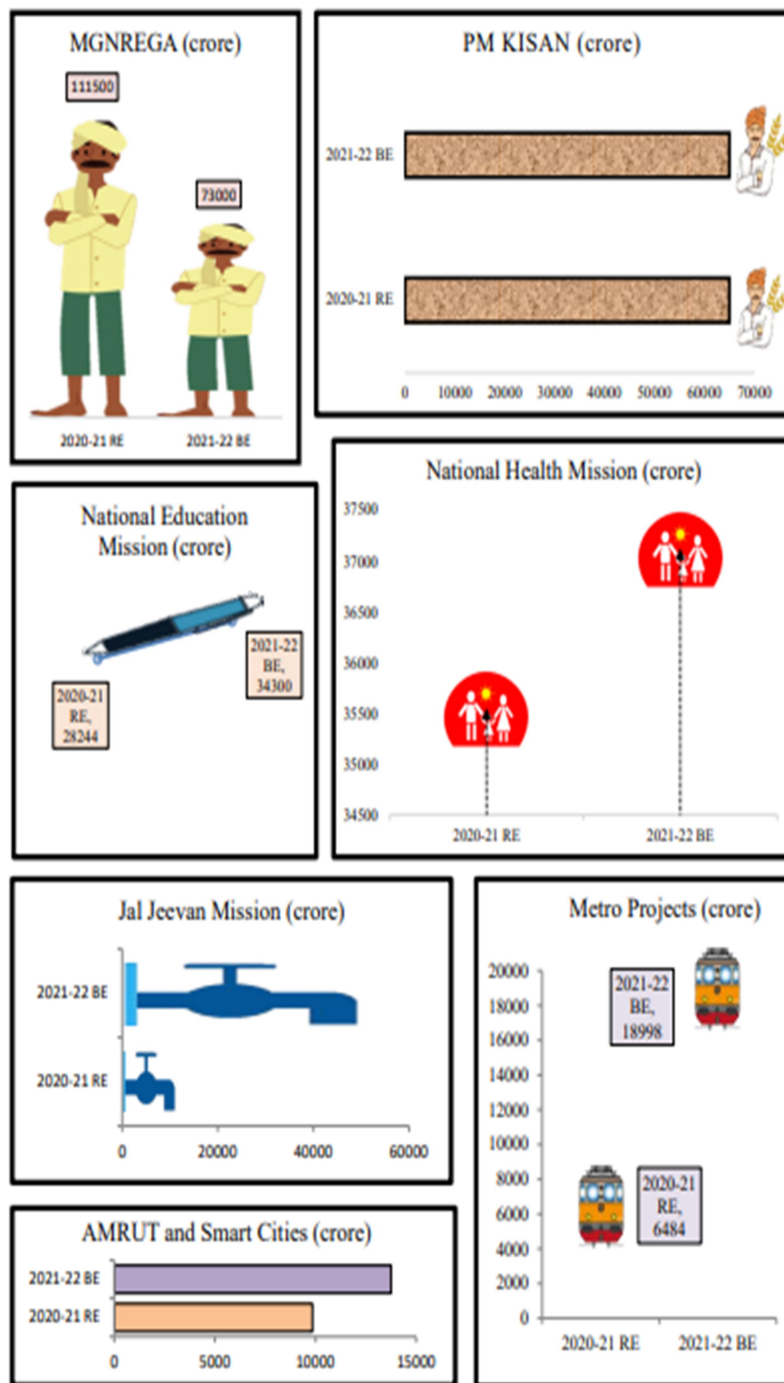 MGNREGA (crore)
111500
73000
2020-21 RE
2021-22 BE
PM KISAN (crore)
2021-22 BE
2020-21 RE
0 10000 20000 30000 40000 50000 60000 70000
National Education
Mission (crore)
2021-22
BE,
34300
2020-21
RE,
28244
National Health Mission (crore)
37500
37000
36500
36000
35500
35000
34500
2020-21 RE
2021-22 BE
Jal Jeevan Mission (crore)
2021-22 BE
2020-21 RE
0 20000 40000 60000
Metro Projects (crore)
20000
18000
16000
14000
12000
10000
8000
6000
4000
2000
0
2021-22
BE,
18998
2020-21
RE,
6484
2020-21 RE
2021-22 BE
AMRUT and Smart Cities (crore)
2021-22 BE
2020-21 RE
0 5000 10000 15000